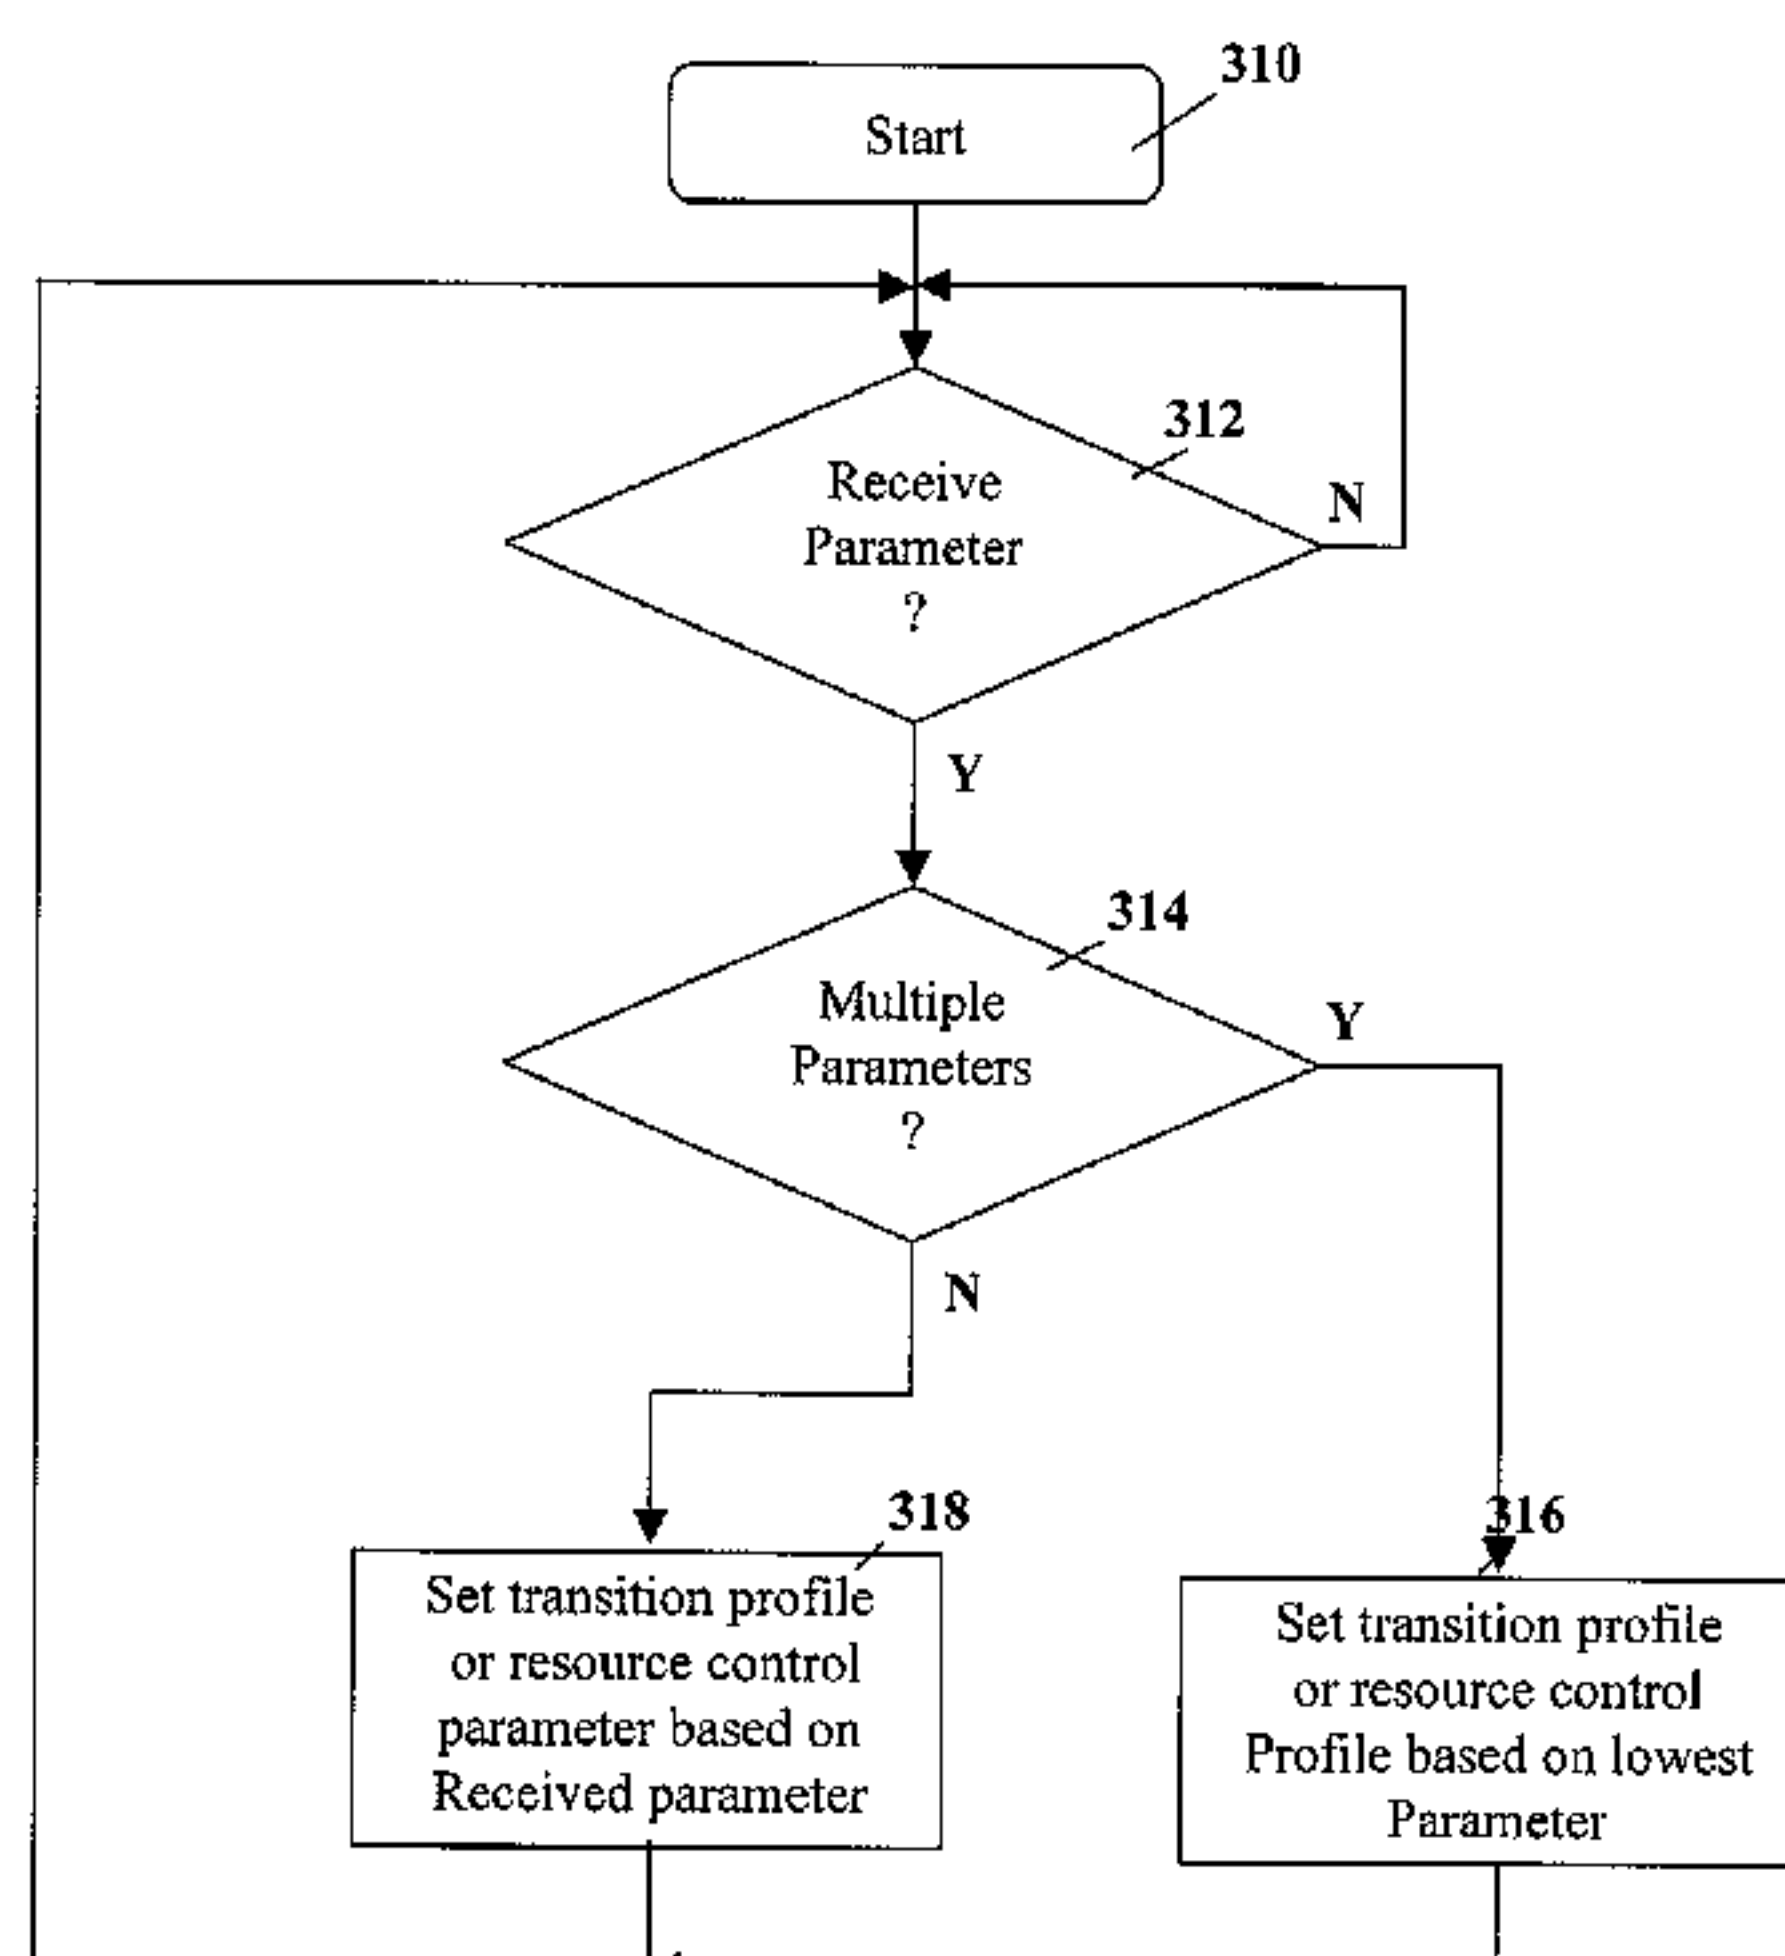 310
Start
312
Receive
Parameter
?
N
Y
314
Multiple
Parameters
?
Y
N
318
Set transition profile
or resource control
parameter based on
Received parameter
316
Set transition profile
or resource control
Profile based on lowest
Parameter